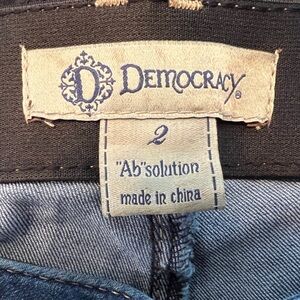 D DEMOCRACY®
2
"Ab"solution
made in china